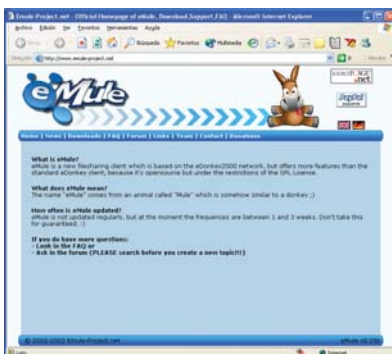 Emule-Project.net - Official Homepage of eMule, Download,Support,FAQ - Microsoft Internet Explorer
Archivo Edición Ver Favoritos Herramientas Ayuda
Búsqueda Favoritos Multimedia
http://www.emule-project.net
Ir
eMule
.net
PayPal
Home | News | Downloads | FAQ | Forum | Links | Team | Contact | Donations
What is eMule?
eMule is a new filesharing client which is based on the eDonkey2000 network, but offers more features than the
standard eDonkey client, because it's opensource but under the restrictions of the GPL License.
What does eMule mean?
The name "eMule" comes from an animal called "Mule" which is somehow similar to a donkey ;)
How often is eMule updated?
eMule is not updated regularly, but at the moment the frequences are between 1 and 3 weeks. Don't take this
for guaranteed. :)
If you do have more questions:
- Look in the FAQ or
- Ask in the forum (PLEASE search before you create a new topic!!!)
© 2002-2003 Emule-Project.net
Listo
Internet